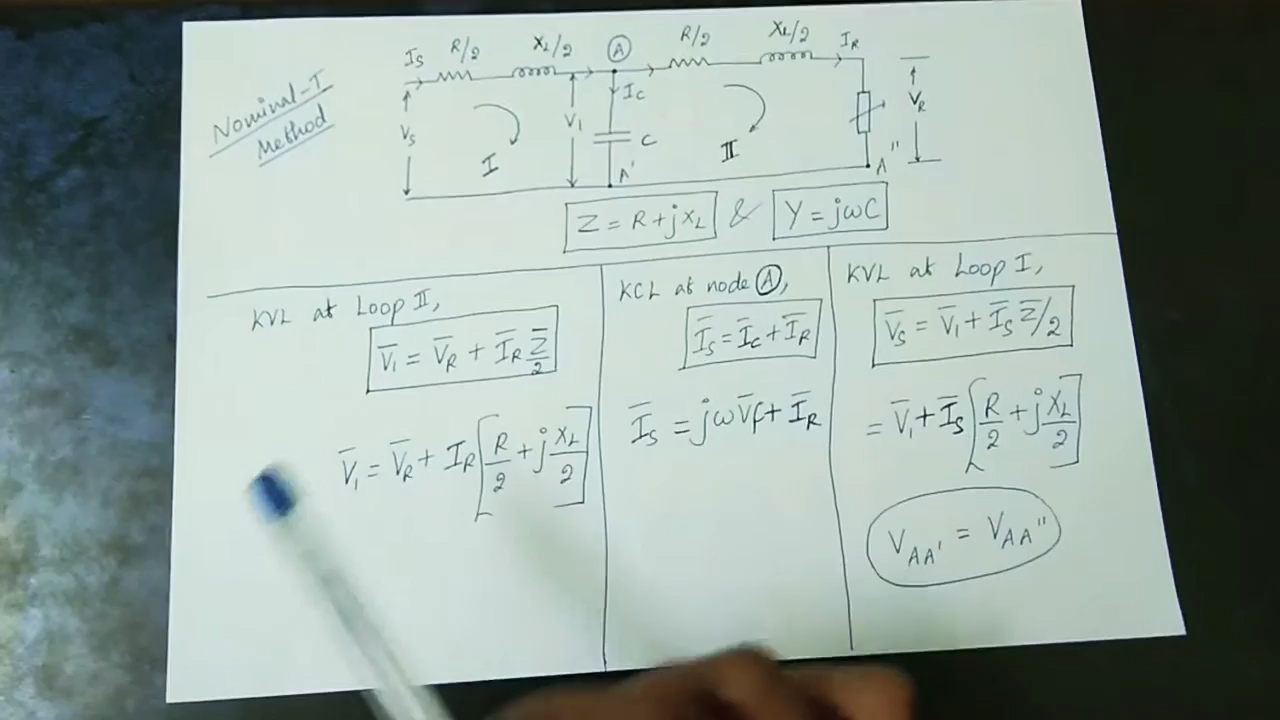 Nominal-T
Method
I_S R/2 X_L/2 Ⓐ R/2 X_L/2 I_R
V_S V_1 I_C C V_R
I II
A' A''
Z = R + jX_L & Y = jωC
KVL at Loop II,
V̄_1 = V̄_R + Ī_R Z̄/2
V̄_1 = V̄_R + I_R [R/2 + j X_L/2]
KCL at node Ⓐ,
Ī_S = Ī_C + Ī_R
Ī_S = jωV̄
+ Ī_R
KVL at Loop I,
V̄_S = V̄_1 + Ī_S Z̄/2
= V̄_1 + Ī_S [R/2 + j X_L/2]
V_AA' = V_AA''